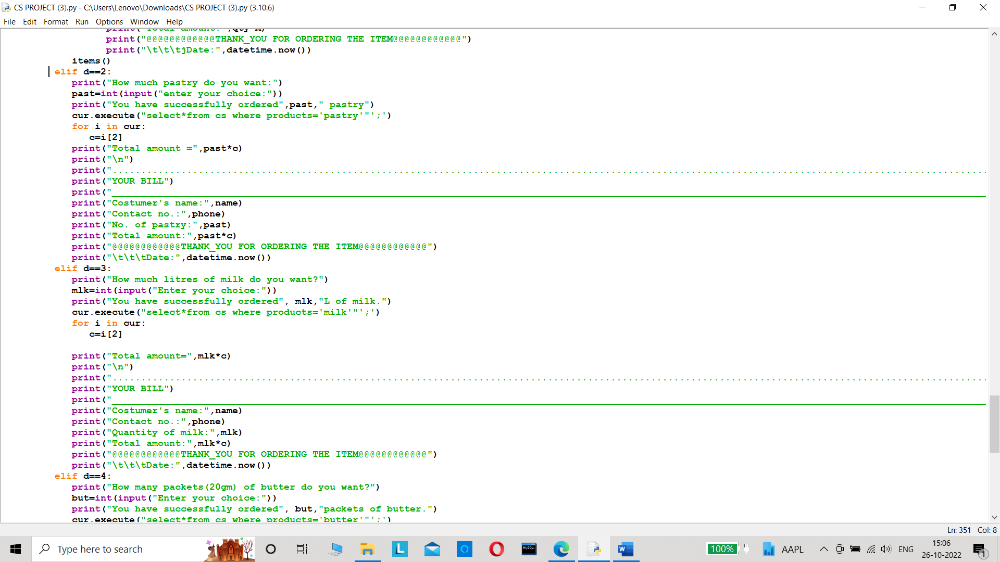 CS PROJECT (3).py - C:\Users\Lenovo\Downloads\CS PROJECT (3).py (3.10.6)
File Edit Format Run Options Window Help
print("Total amount:",qty*A)
print("@@@@@@@@@@@@THANK_YOU FOR ORDERING THE ITEM@@@@@@@@@@@@")
print("\t\t\tjDate:",datetime.now())
items()
elif d==2:
print("How much pastry do you want:")
past=int(input("enter your choice:"))
print("You have successfully ordered",past," pastry")
cur.execute("select*from cs where products='pastry'"';')
for i in cur:
c=i[2]
print("Total amount =",past*c)
print("\n")
print("........................................................................................................................................................
print("YOUR BILL")
print("________________________________________________________________________________________________________________________________________________________
print("Costumer's name:",name)
print("Contact no.:",phone)
print("No. of pastry:",past)
print("Total amount:",past*c)
print("@@@@@@@@@@@@THANK_YOU FOR ORDERING THE ITEM@@@@@@@@@@@@")
print("\t\t\tDate:",datetime.now())
elif d==3:
print("How much litres of milk do you want?")
mlk=int(input("Enter your choice:"))
print("You have successfully ordered", mlk,"L of milk.")
cur.execute("select*from cs where products='milk'"';')
for i in cur:
c=i[2]
print("Total amount=",mlk*c)
print("\n")
print("........................................................................................................................................................
print("YOUR BILL")
print("________________________________________________________________________________________________________________________________________________________
print("Costumer's name:",name)
print("Contact no.:",phone)
print("Quantity of milk:",mlk)
print("Total amount:",mlk*c)
print("@@@@@@@@@@@@THANK_YOU FOR ORDERING THE ITEM@@@@@@@@@@@@")
print("\t\t\tDate:",datetime.now())
elif d==4:
print("How many packets(20gm) of butter do you want?")
but=int(input("Enter your choice:"))
print("You have successfully ordered", but,"packets of butter.")
cur.execute("select*from cs where products='butter'"';')
Ln: 351 Col: 8
Type here to search
L
MySQL
W
100%
AAPL
ENG
15:06
26-10-2022
1